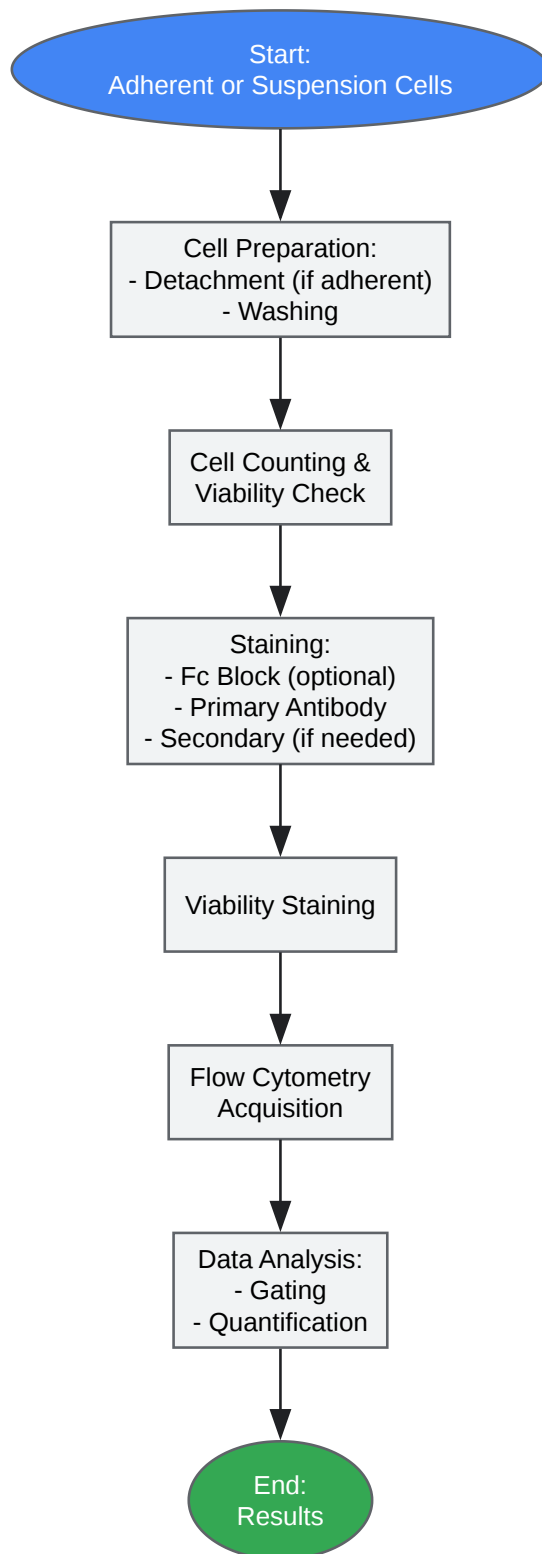 Start:
Adherent or Suspension Cells
Cell Preparation:
- Detachment (if adherent)
- Washing
Cell Counting &
Viability Check
Staining:
- Fc Block (optional)
- Primary Antibody
- Secondary (if needed)
Viability Staining
Flow Cytometry
Acquisition
Data Analysis:
- Gating
- Quantification
End:
Results